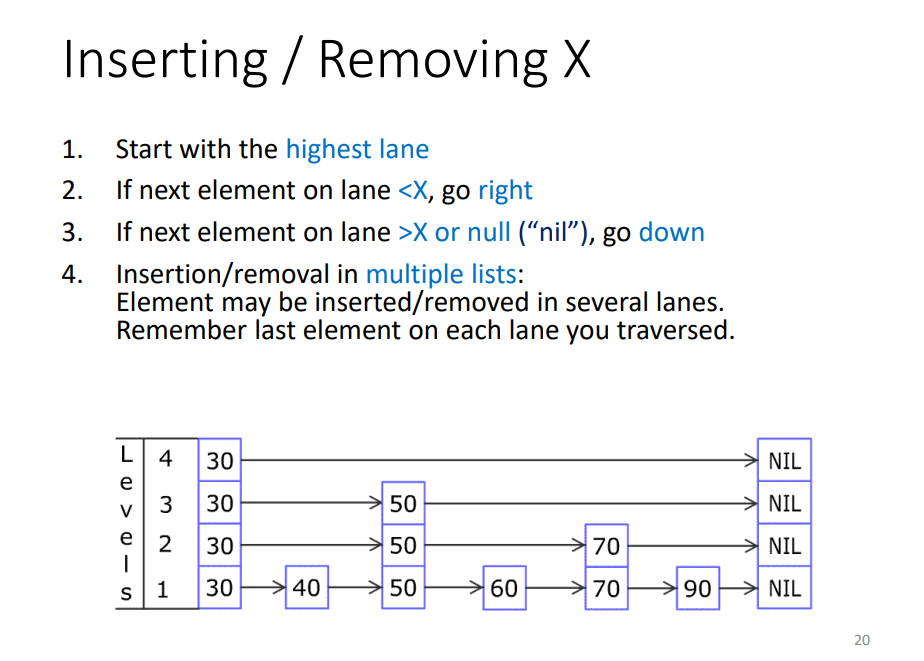 Inserting / Removing X
1. Start with the highest lane
2. If next element on lane <X, go right
3. If next element on lane >X or null (“nil”), go down
4. Insertion/removal in multiple lists:
Element may be inserted/removed in several lanes.
Remember last element on each lane you traversed.
Levels
4 30 NIL
3 30 50 NIL
2 30 50 70 NIL
1 30 40 50 60 70 90 NIL
20